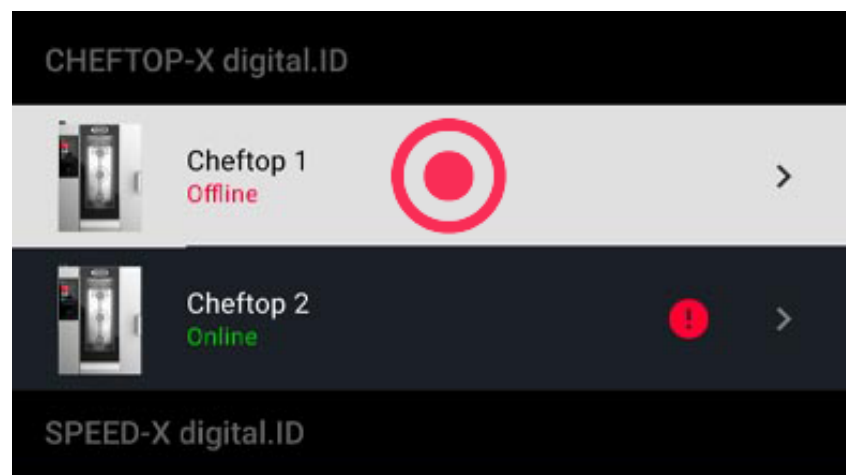 CHEFTOP-X digital.ID
Cheftop 1
Offline
Cheftop 2
Online
SPEED-X digital.ID